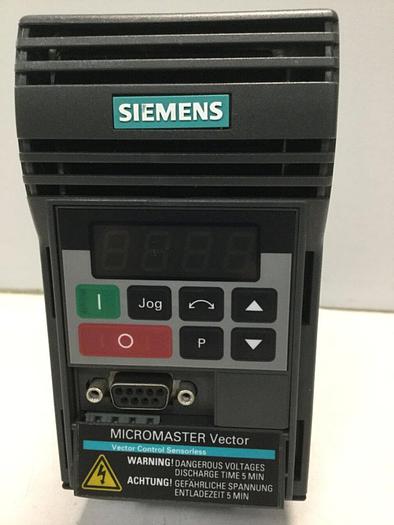 SIEMENS
I
Jog
O
P
MICROMASTER Vector
Vector Control Sensorless
WARNING! DANGEROUS VOLTAGES
DISCHARGE TIME 5 MIN
ACHTUNG! GEFÄHRLICHE SPANNUNG
ENTLADEZEIT 5 MIN